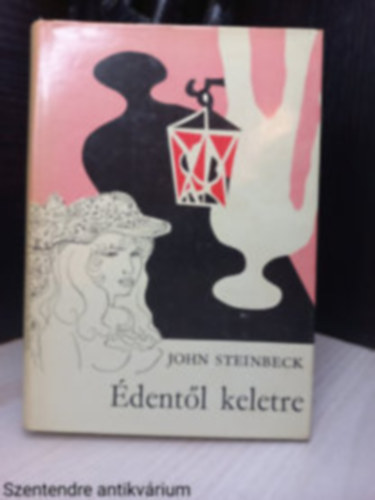 JOHN STEINBECK
Édentől keletre
Szentendre antikvárium